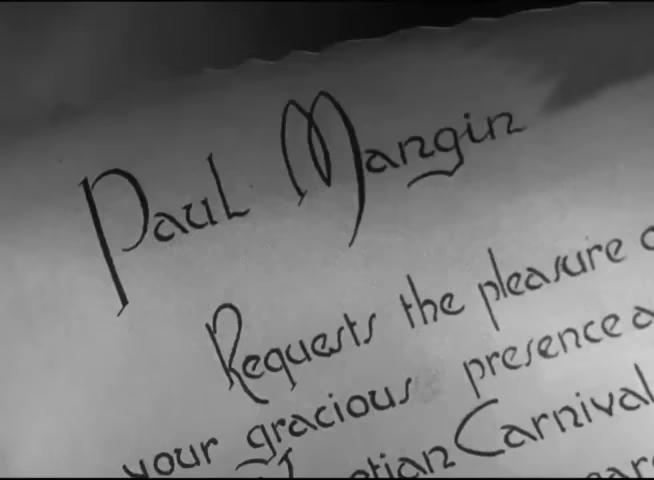 Paul Mangin
Requests the pleasure
your gracious presence
Carnival